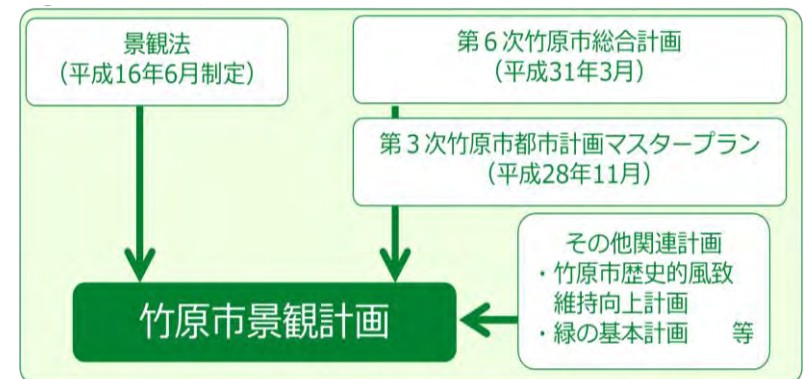 景観法
（平成16年6月制定）
第６次竹原市総合計画
（平成31年3月）
第３次竹原市都市計画マスタープラン
（平成28年11月）
その他関連計画
・竹原市歴史的風致
維持向上計画
・緑の基本計画　等
竹原市景観計画